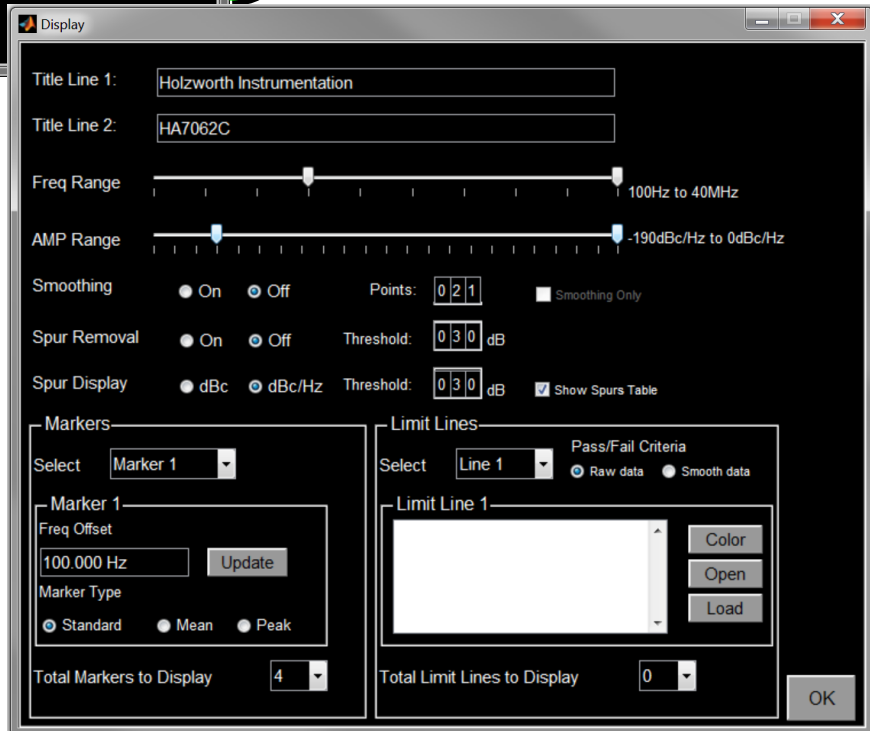 Display
Title Line 1: Holzworth Instrumentation
Title Line 2: HA7062C
Freq Range 100Hz to 40MHz
AMP Range -190dBc/Hz to 0dBc/Hz
Smoothing On Off Points: 0 2 1 Smoothing Only
Spur Removal On Off Threshold: 0 3 0 dB
Spur Display dBc dBc/Hz Threshold: 0 3 0 dB Show Spurs Table
Markers
Select Marker 1
Marker 1
Freq Offset
100.000 Hz Update
Marker Type
Standard Mean Peak
Total Markers to Display 4
Limit Lines
Pass/Fail Criteria
Select Line 1 Raw data Smooth data
Limit Line 1
Color
Open
Load
Total Limit Lines to Display 0
OK